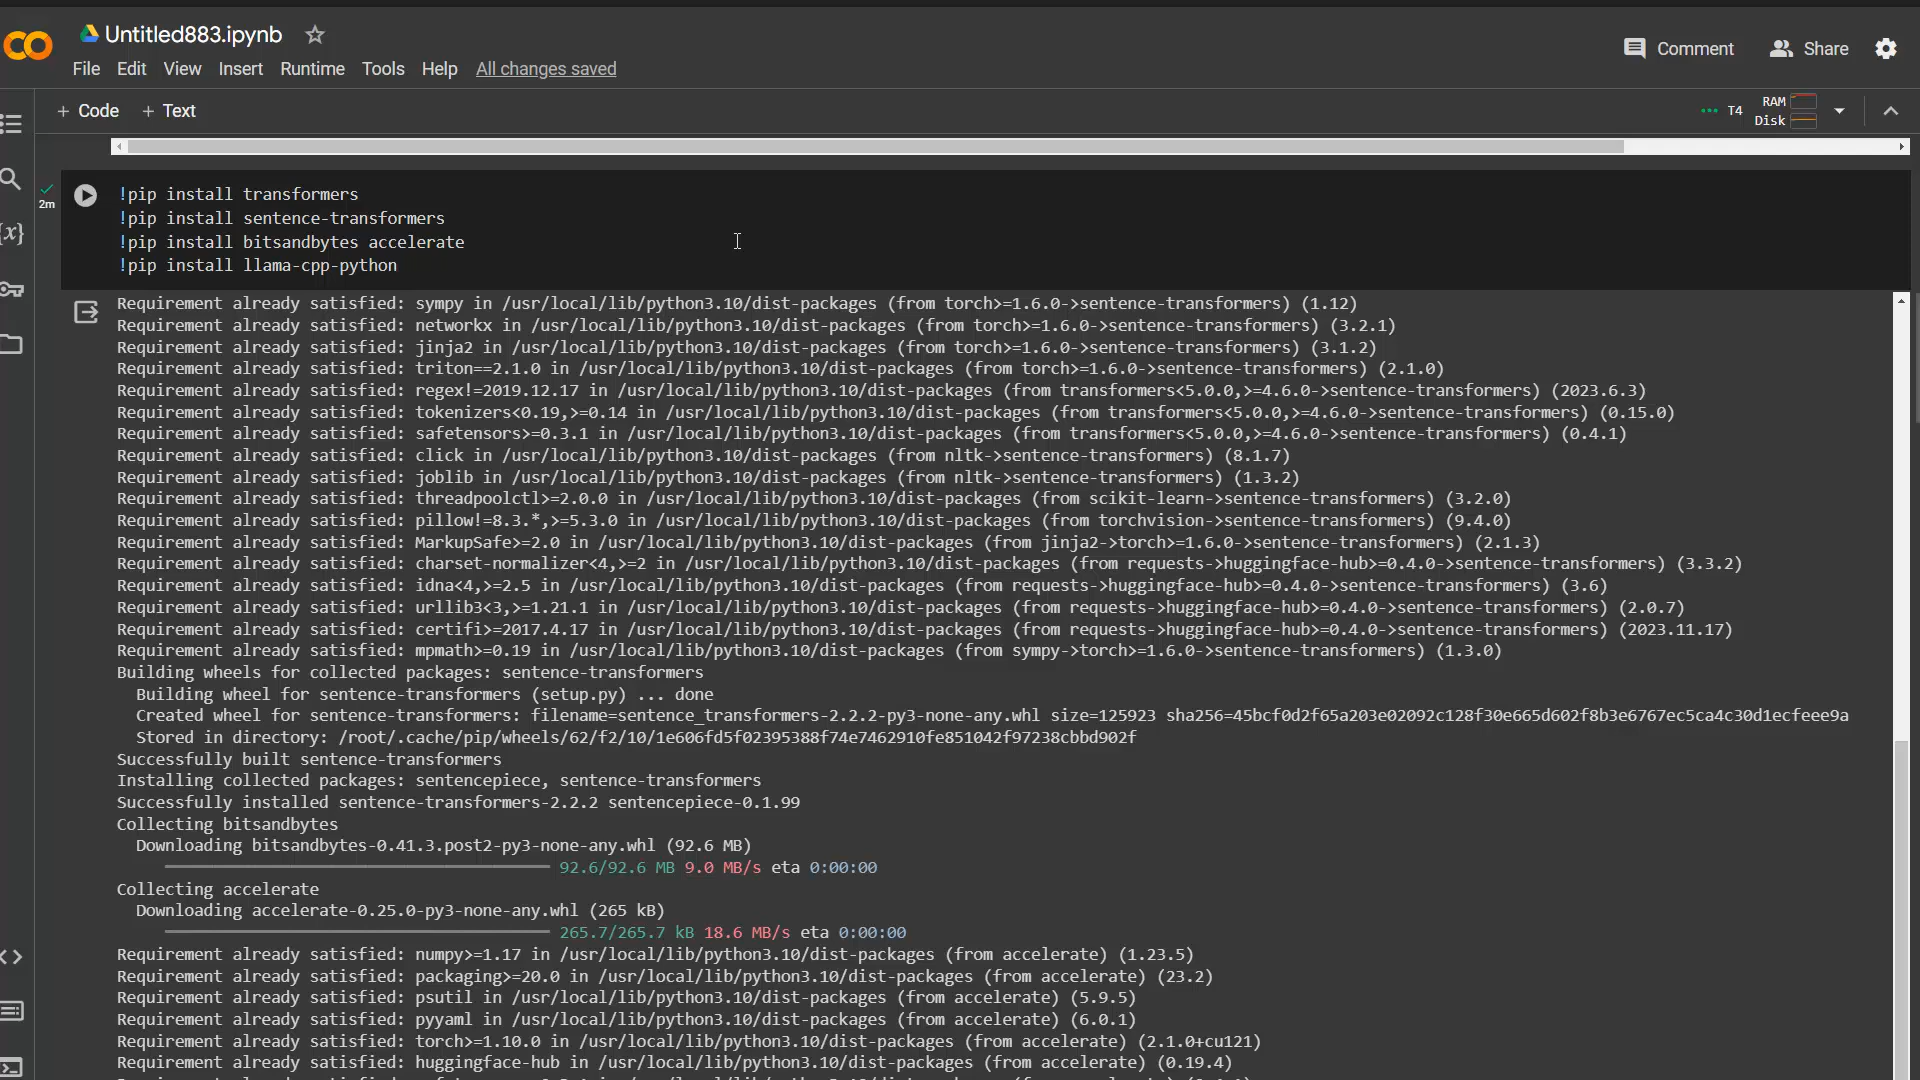 Untitled883.ipynb
Comment
Share
File Edit View Insert Runtime Tools Help All changes saved
+ Code + Text
T4
RAM
Disk
2m
!pip install transformers
!pip install sentence-transformers
!pip install bitsandbytes accelerate
!pip install llama-cpp-python
{x}
Requirement already satisfied: sympy in /usr/local/lib/python3.10/dist-packages (from torch>=1.6.0->sentence-transformers) (1.12)
Requirement already satisfied: networkx in /usr/local/lib/python3.10/dist-packages (from torch>=1.6.0->sentence-transformers) (3.2.1)
Requirement already satisfied: jinja2 in /usr/local/lib/python3.10/dist-packages (from torch>=1.6.0->sentence-transformers) (3.1.2)
Requirement already satisfied: triton==2.1.0 in /usr/local/lib/python3.10/dist-packages (from torch>=1.6.0->sentence-transformers) (2.1.0)
Requirement already satisfied: regex!=2019.12.17 in /usr/local/lib/python3.10/dist-packages (from transformers<5.0.0,>=4.6.0->sentence-transformers) (2023.6.3)
Requirement already satisfied: tokenizers<0.19,>=0.14 in /usr/local/lib/python3.10/dist-packages (from transformers<5.0.0,>=4.6.0->sentence-transformers) (0.15.0)
Requirement already satisfied: safetensors>=0.3.1 in /usr/local/lib/python3.10/dist-packages (from transformers<5.0.0,>=4.6.0->sentence-transformers) (0.4.1)
Requirement already satisfied: click in /usr/local/lib/python3.10/dist-packages (from nltk->sentence-transformers) (8.1.7)
Requirement already satisfied: joblib in /usr/local/lib/python3.10/dist-packages (from nltk->sentence-transformers) (1.3.2)
Requirement already satisfied: threadpoolctl>=2.0.0 in /usr/local/lib/python3.10/dist-packages (from scikit-learn->sentence-transformers) (3.2.0)
Requirement already satisfied: pillow!=8.3.*,>=5.3.0 in /usr/local/lib/python3.10/dist-packages (from torchvision->sentence-transformers) (9.4.0)
Requirement already satisfied: MarkupSafe>=2.0 in /usr/local/lib/python3.10/dist-packages (from jinja2->torch>=1.6.0->sentence-transformers) (2.1.3)
Requirement already satisfied: charset-normalizer<4,>=2 in /usr/local/lib/python3.10/dist-packages (from requests->huggingface-hub>=0.4.0->sentence-transformers) (3.3.2)
Requirement already satisfied: idna<4,>=2.5 in /usr/local/lib/python3.10/dist-packages (from requests->huggingface-hub>=0.4.0->sentence-transformers) (3.6)
Requirement already satisfied: urllib3<3,>=1.21.1 in /usr/local/lib/python3.10/dist-packages (from requests->huggingface-hub>=0.4.0->sentence-transformers) (2.0.7)
Requirement already satisfied: certifi>=2017.4.17 in /usr/local/lib/python3.10/dist-packages (from requests->huggingface-hub>=0.4.0->sentence-transformers) (2023.11.17)
Requirement already satisfied: mpmath>=0.19 in /usr/local/lib/python3.10/dist-packages (from sympy->torch>=1.6.0->sentence-transformers) (1.3.0)
Building wheels for collected packages: sentence-transformers
Building wheel for sentence-transformers (setup.py) ... done
Created wheel for sentence-transformers: filename=sentence_transformers-2.2.2-py3-none-any.whl size=125923 sha256=45bcf0d2f65a203e02092c128f30e665d602f8b3e6767ec5ca4c30d1ecfeee9a
Stored in directory: /root/.cache/pip/wheels/62/f2/10/1e606fd5f02395388f74e7462910fe851042f97238cbbd902f
Successfully built sentence-transformers
Installing collected packages: sentencepiece, sentence-transformers
Successfully installed sentence-transformers-2.2.2 sentencepiece-0.1.99
Collecting bitsandbytes
Downloading bitsandbytes-0.41.3.post2-py3-none-any.whl (92.6 MB)
92.6/92.6 MB 9.0 MB/s eta 0:00:00
Collecting accelerate
Downloading accelerate-0.25.0-py3-none-any.whl (265 kB)
265.7/265.7 kB 18.6 MB/s eta 0:00:00
Requirement already satisfied: numpy>=1.17 in /usr/local/lib/python3.10/dist-packages (from accelerate) (1.23.5)
Requirement already satisfied: packaging>=20.0 in /usr/local/lib/python3.10/dist-packages (from accelerate) (23.2)
Requirement already satisfied: psutil in /usr/local/lib/python3.10/dist-packages (from accelerate) (5.9.5)
Requirement already satisfied: pyyaml in /usr/local/lib/python3.10/dist-packages (from accelerate) (6.0.1)
Requirement already satisfied: torch>=1.10.0 in /usr/local/lib/python3.10/dist-packages (from accelerate) (2.1.0+cu121)
Requirement already satisfied: huggingface-hub in /usr/local/lib/python3.10/dist-packages (from accelerate) (0.19.4)